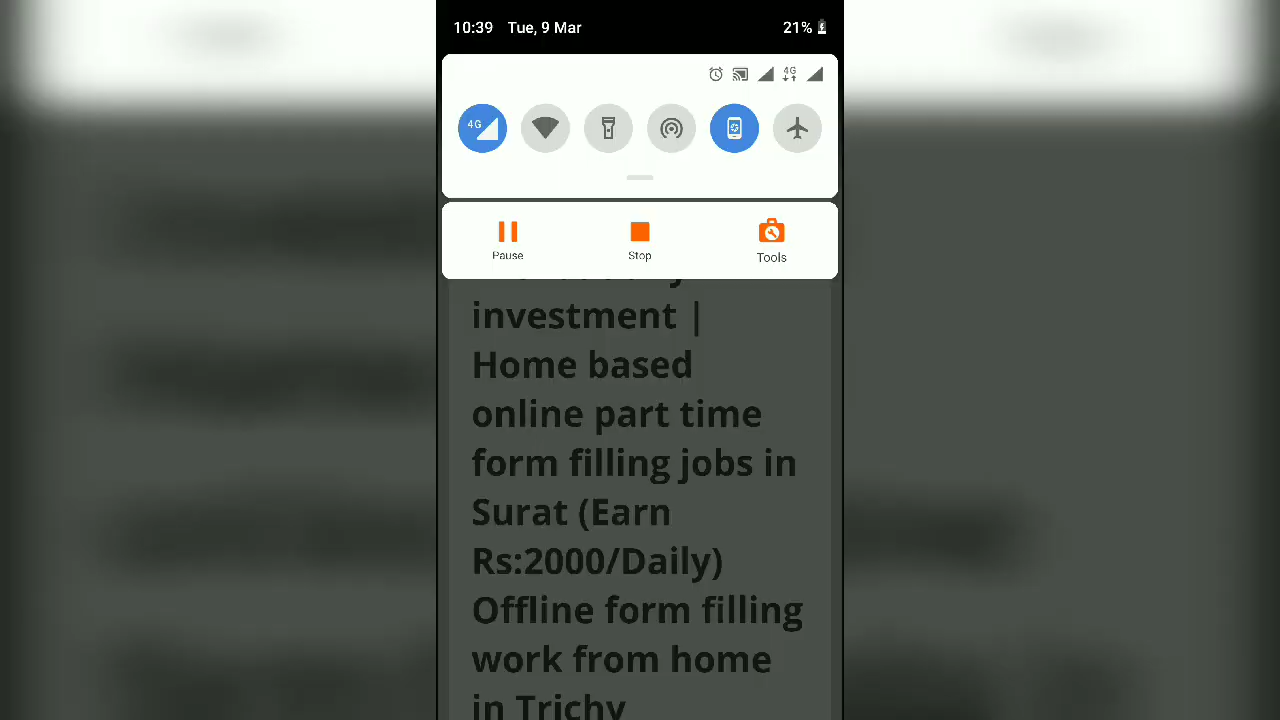 10:39 Tue, 9 Mar 21%
4G
4G
Pause Stop Tools
investment |
Home based
online part time
form filling jobs in
Surat (Earn
Rs:2000/Daily)
Offline form filling
work from home
in Trichy